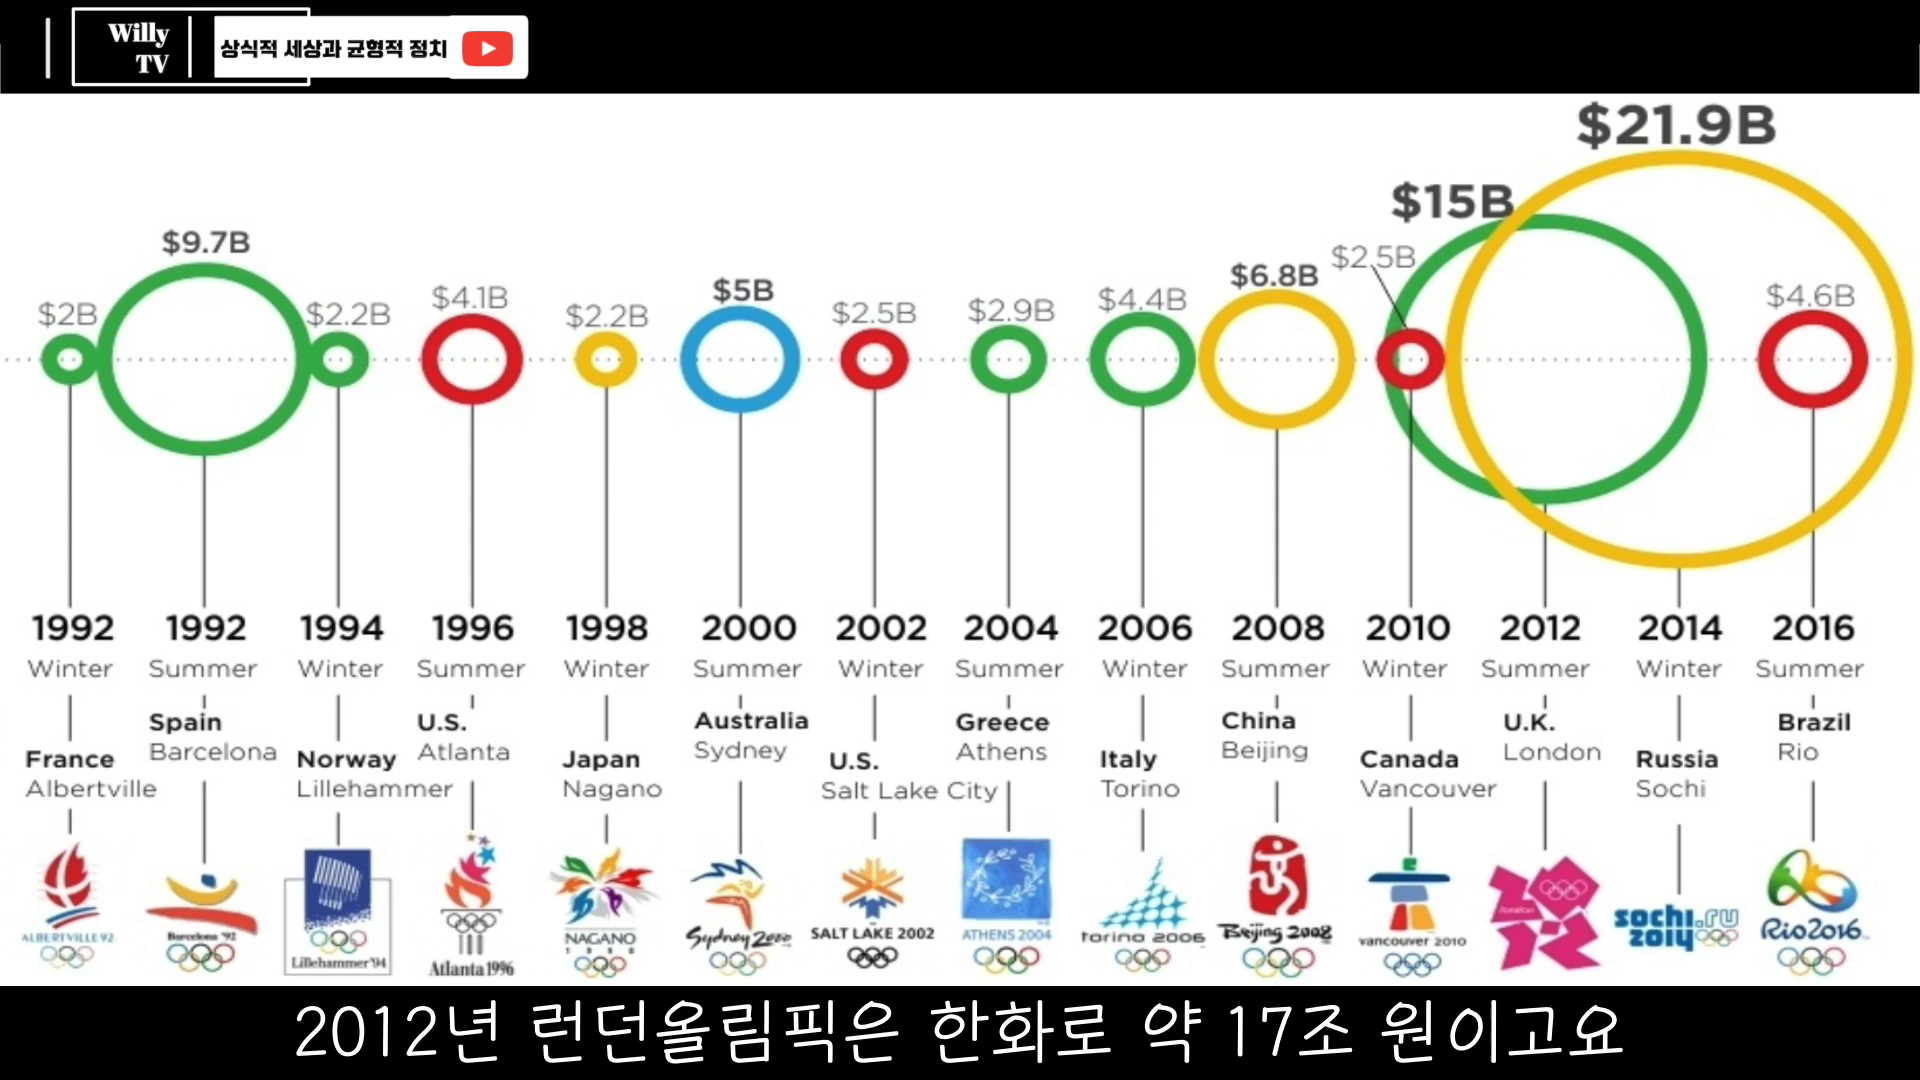 Willy
TV
상식적 세상과 균형적 정치
$21.9B
$15B
$9.7B
$2.5B
$6.8B
$5B
$2B
$2.2B
$4.1B
$2.2B
$2.5B
$2.9B
$4.4B
$4.6B
1992 1992 1994 1996 1998 2000 2002 2004 2006 2008 2010 2012 2014 2016
Winter Summer Winter Summer Winter Summer Winter Summer Winter Summer Winter Summer Winter Summer
Spain U.S. Australia Greece China U.K. Brazil
Barcelona Atlanta Sydney Athens Beijing London Rio
France Norway Japan U.S. Italy Canada Russia
Albertville Lillehammer Nagano Salt Lake City Torino Vancouver Sochi
ALBERTVILLE 92
Barcelona '92
Lillehammer '94
Atlanta 1996
NAGANO
1 9 9 8
Sydney 2000
SALT LAKE 2002
ATHENS 2004
torino 2006
Beijing 2008
vancouver 2010
london
sochi.ru
2014
Rio2016
2012년 런던올림픽은 한화로 약 17조 원이고요